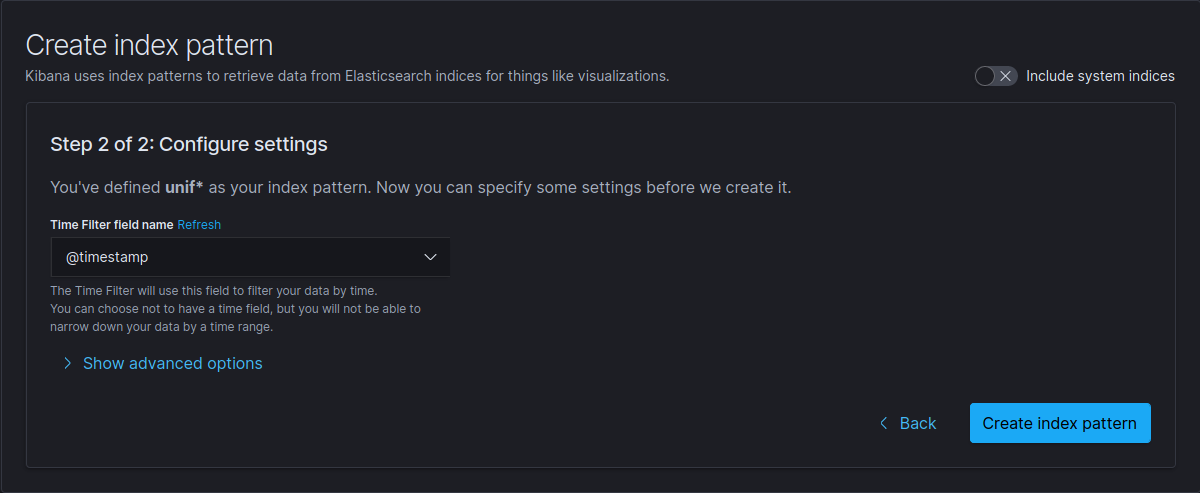 Create index pattern
Kibana uses index patterns to retrieve data from Elasticsearch indices for things like visualizations.
Include system indices
Step 2 of 2: Configure settings
You've defined unif* as your index pattern. Now you can specify some settings before we create it.
Time Filter field name Refresh
@timestamp
The Time Filter will use this field to filter your data by time.
You can choose not to have a time field, but you will not be able to
narrow down your data by a time range.
Show advanced options
Back
Create index pattern